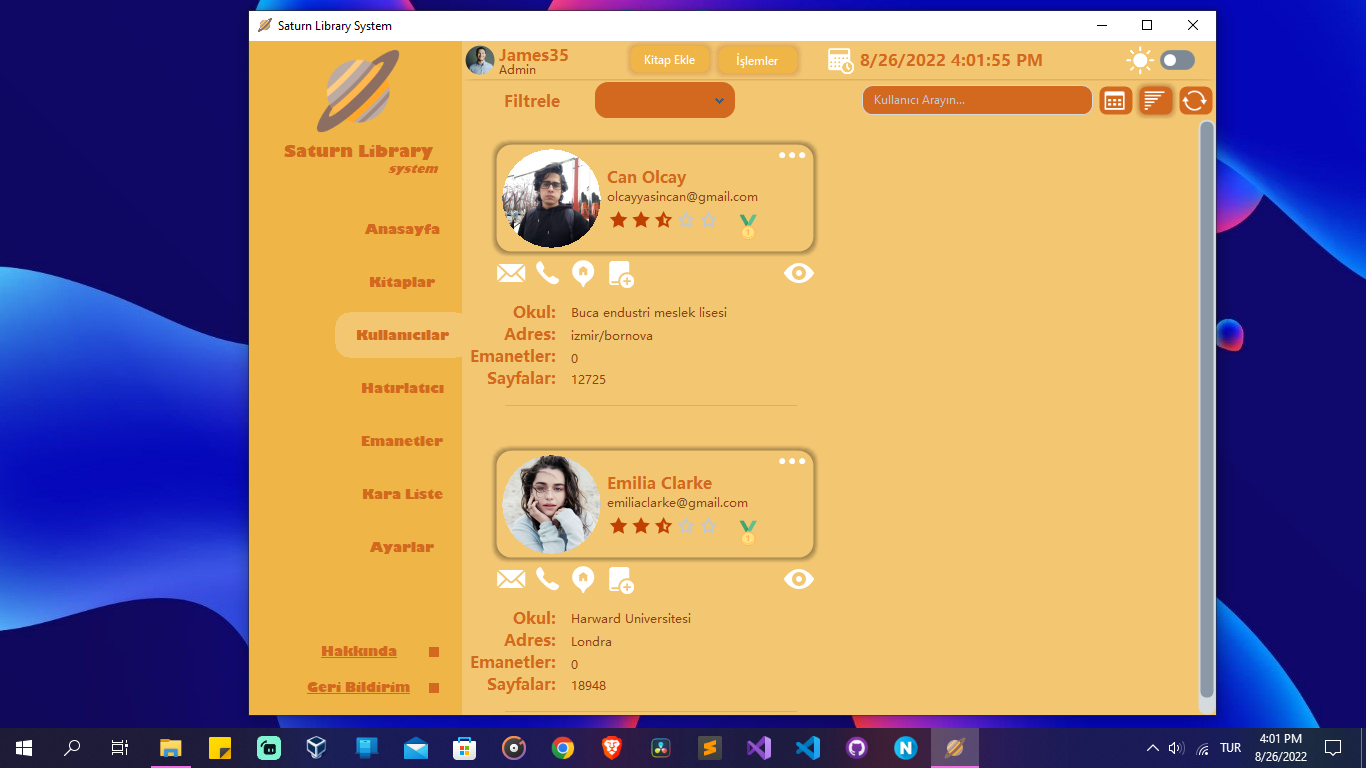 Saturn Library System
James35
Admin
Kitap Ekle
İşlemler
8/26/2022 4:01:55 PM
Saturn Library
system
Filtrele
Kullanıcı Arayın...
Anasayfa
Kitaplar
Kullanıcılar
Hatırlatıcı
Emanetler
Kara Liste
Ayarlar
Hakkında
Geri Bildirim
Can Olcay
olcayyasincan@gmail.com
1
Okul: Buca endustri meslek lisesi
Adres: izmir/bornova
Emanetler: 0
Sayfalar: 12725
Emilia Clarke
emiliaclarke@gmail.com
1
Okul: Harward Universitesi
Adres: Londra
Emanetler: 0
Sayfalar: 18948
TUR
4:01 PM
8/26/2022